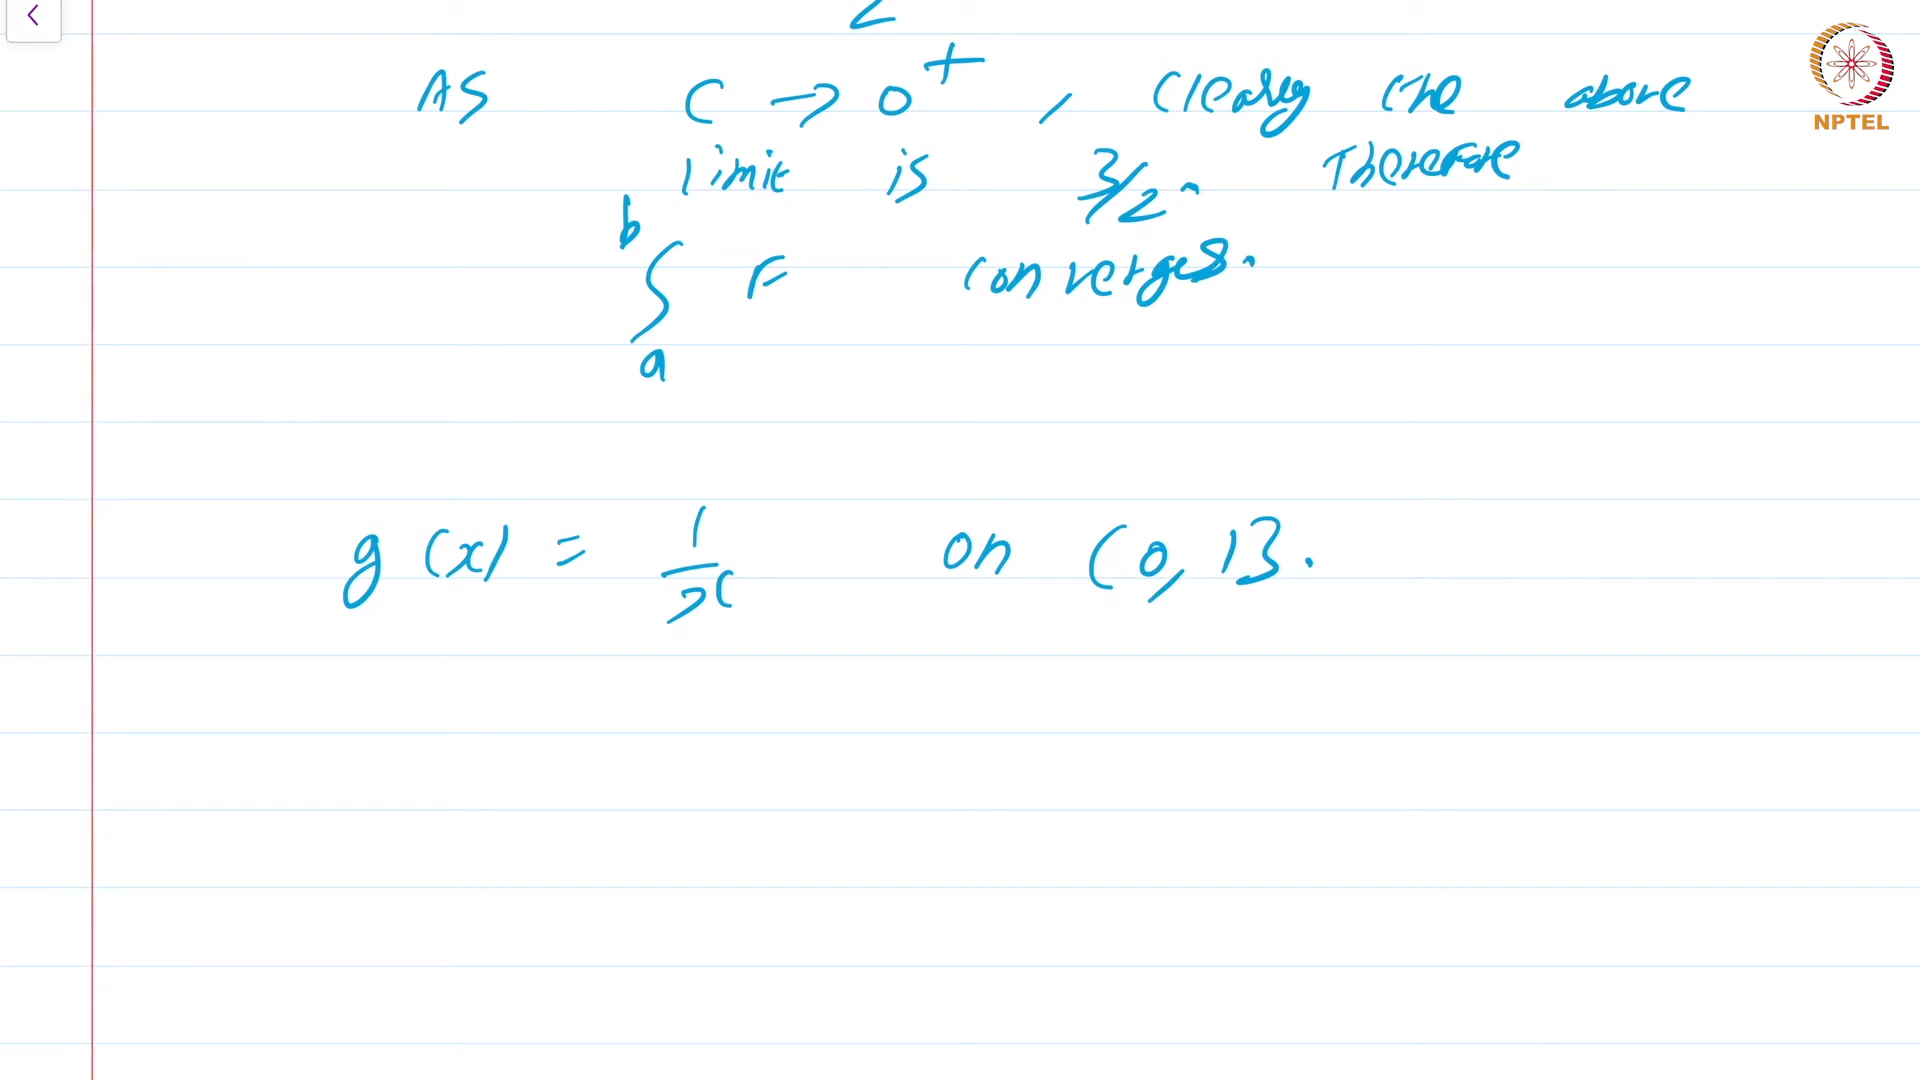 As c → 0⁺, clearly the above
limit is 3/2. Therefore
∫_a^b F converges.
g(x) = 1/x on (0, 1].
NPTEL